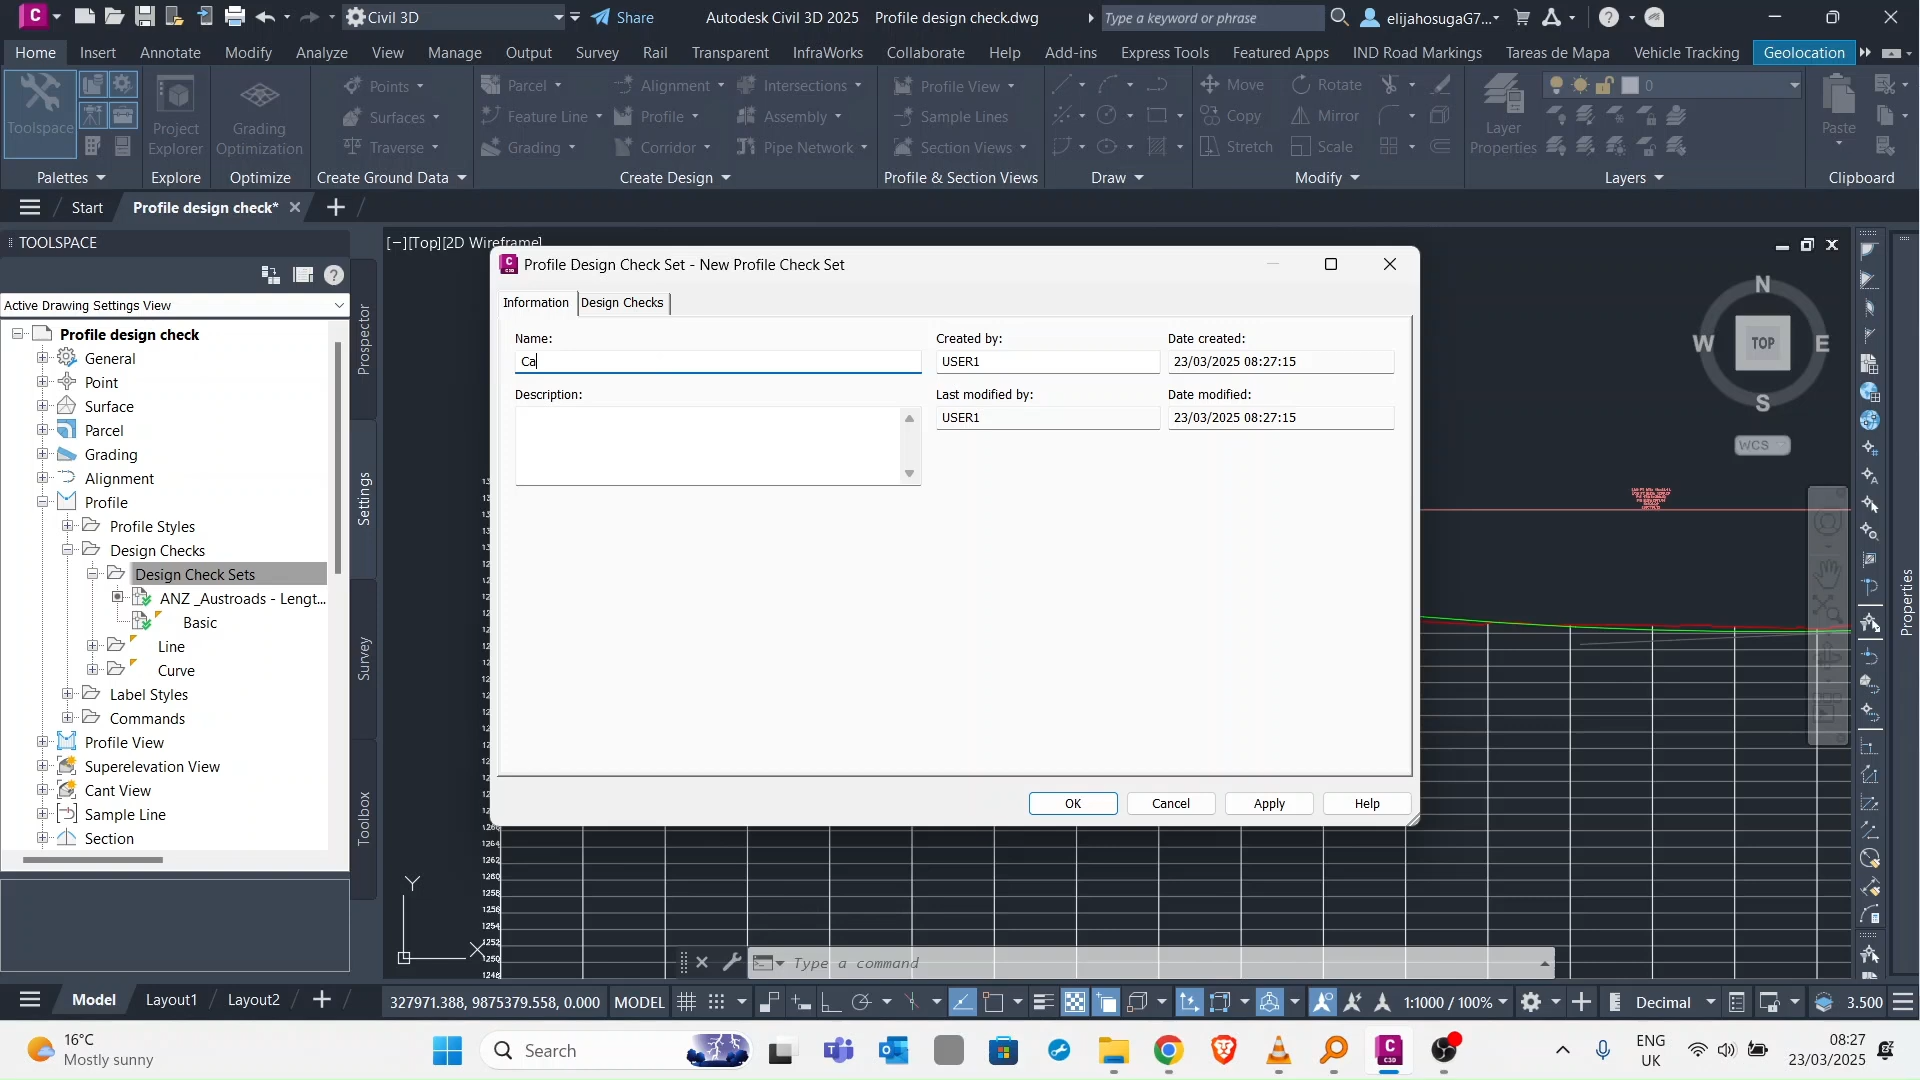 Civil 3D
Share
Autodesk Civil 3D 2025 Profile design check.dwg
Type a keyword or phrase
elijahosugaG7...
Home Insert Annotate Modify Analyze View Manage Output Survey Rail Transparent InfraWorks Collaborate Help Add-ins Express Tools Featured Apps IND Road Markings Tareas de Mapa Vehicle Tracking Geolocation
Toolspace
Project Explorer
Grading Optimization
Points
Surfaces
Traverse
Parcel
Feature Line
Grading
Alignment
Profile
Corridor
Intersections
Assembly
Pipe Network
Profile View
Sample Lines
Section Views
Move
Copy
Stretch
Rotate
Mirror
Scale
Layer Properties
0
Paste
Palettes Explore Optimize Create Ground Data Create Design Profile & Section Views Draw Modify Layers Clipboard
Start
Profile design check*
TOOLSPACE
Active Drawing Settings View
Profile design check
General
Point
Surface
Parcel
Grading
Alignment
Profile
Profile Styles
Design Checks
Design Check Sets
ANZ _Austroads - Lengt...
Basic
Line
Curve
Label Styles
Commands
Profile View
Superelevation View
Cant View
Sample Line
Section
Prospector
Settings
Survey
Toolbox
[−][Top][2D Wireframe]
Profile Design Check Set - New Profile Check Set
Information
Design Checks
Name:
Ca
Description:
Created by:
USER1
Date created:
23/03/2025 08:27:15
Last modified by:
USER1
Date modified:
23/03/2025 08:27:15
OK
Cancel
Apply
Help
N
W
TOP
E
S
WCS
Properties
1264
1260
1258
1256
1254
1252
1250
Y
X
Type a command
Model
Layout1
Layout2
327971.388, 9875379.558, 0.000
MODEL
1:1000 / 100%
Decimal
3.500
16°C
Mostly sunny
Search
ENG
UK
08:27
23/03/2025